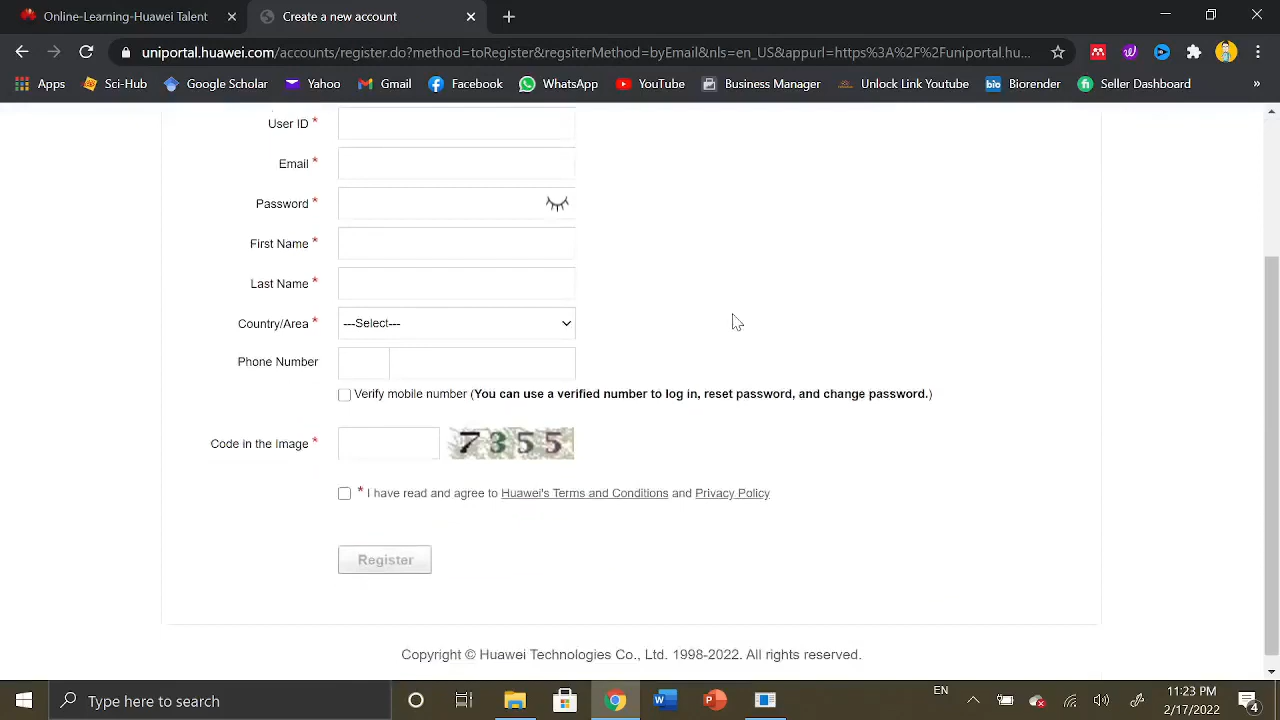 Online-Learning-Huawei Talent
Create a new account
uniportal.huawei.com/accounts/register.do?method=toRegister&regsiterMethod=byEmail&nls=en_US&appurl=https%3A%2F%2Funiportal.hu...
Apps Sci-Hub Google Scholar Yahoo Gmail Facebook WhatsApp YouTube Business Manager Unlock Link Youtube Biorender Seller Dashboard »
User ID *
Email *
Password *
First Name *
Last Name *
Country/Area * ---Select---
Phone Number
Verify mobile number (You can use a verified number to log in, reset password, and change password.)
Code in the Image * 7355
* I have read and agree to Huawei's Terms and Conditions and Privacy Policy
Register
Copyright © Huawei Technologies Co., Ltd. 1998-2022. All rights reserved.
Type here to search
EN
11:23 PM
2/17/2022
4